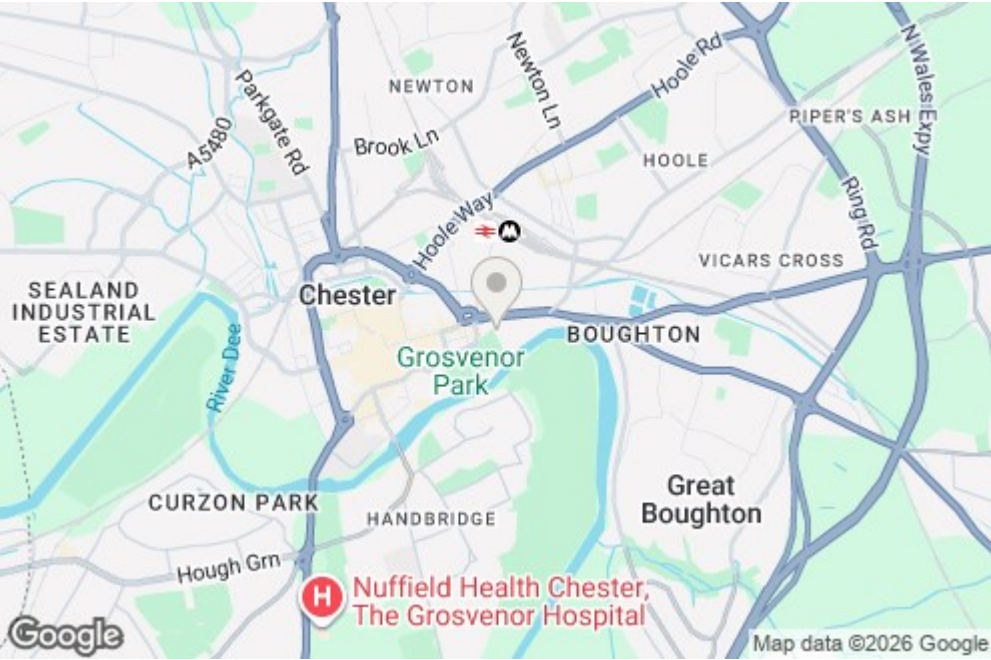 N Wales Expy
Hoole Rd
Newton Ln
NEWTON
Parkgate Rd
PIPER'S ASH
A5480
Brook Ln
HOOLE
Ring Rd
Hoole Way
VICARS CROSS
SEALAND
INDUSTRIAL
ESTATE
Chester
BOUGHTON
River Dee
Grosvenor
Park
Great
Boughton
CURZON PARK
HANDBRIDGE
Hough Grn
H
Nuffield Health Chester,
The Grosvenor Hospital
Google
Map data ©2026 Google